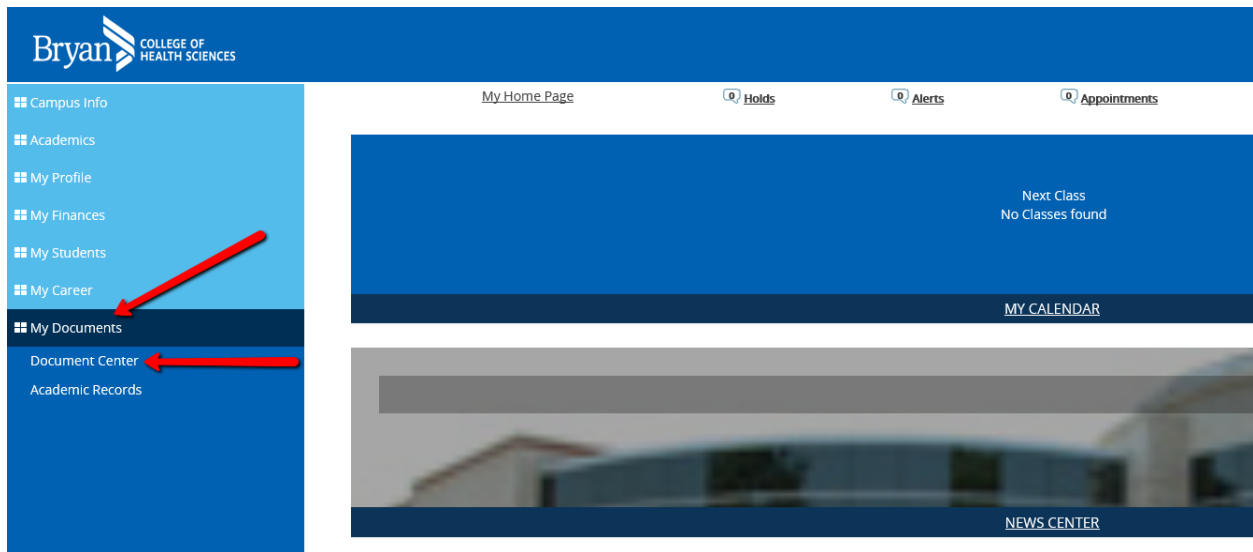 Bryan COLLEGE OF
HEALTH SCIENCES
Campus Info
Academics
My Profile
My Finances
My Students
My Career
My Documents
Document Center
Academic Records
My Home Page 0 Holds 0 Alerts 0 Appointments
Next Class
No Classes found
MY CALENDAR
NEWS CENTER